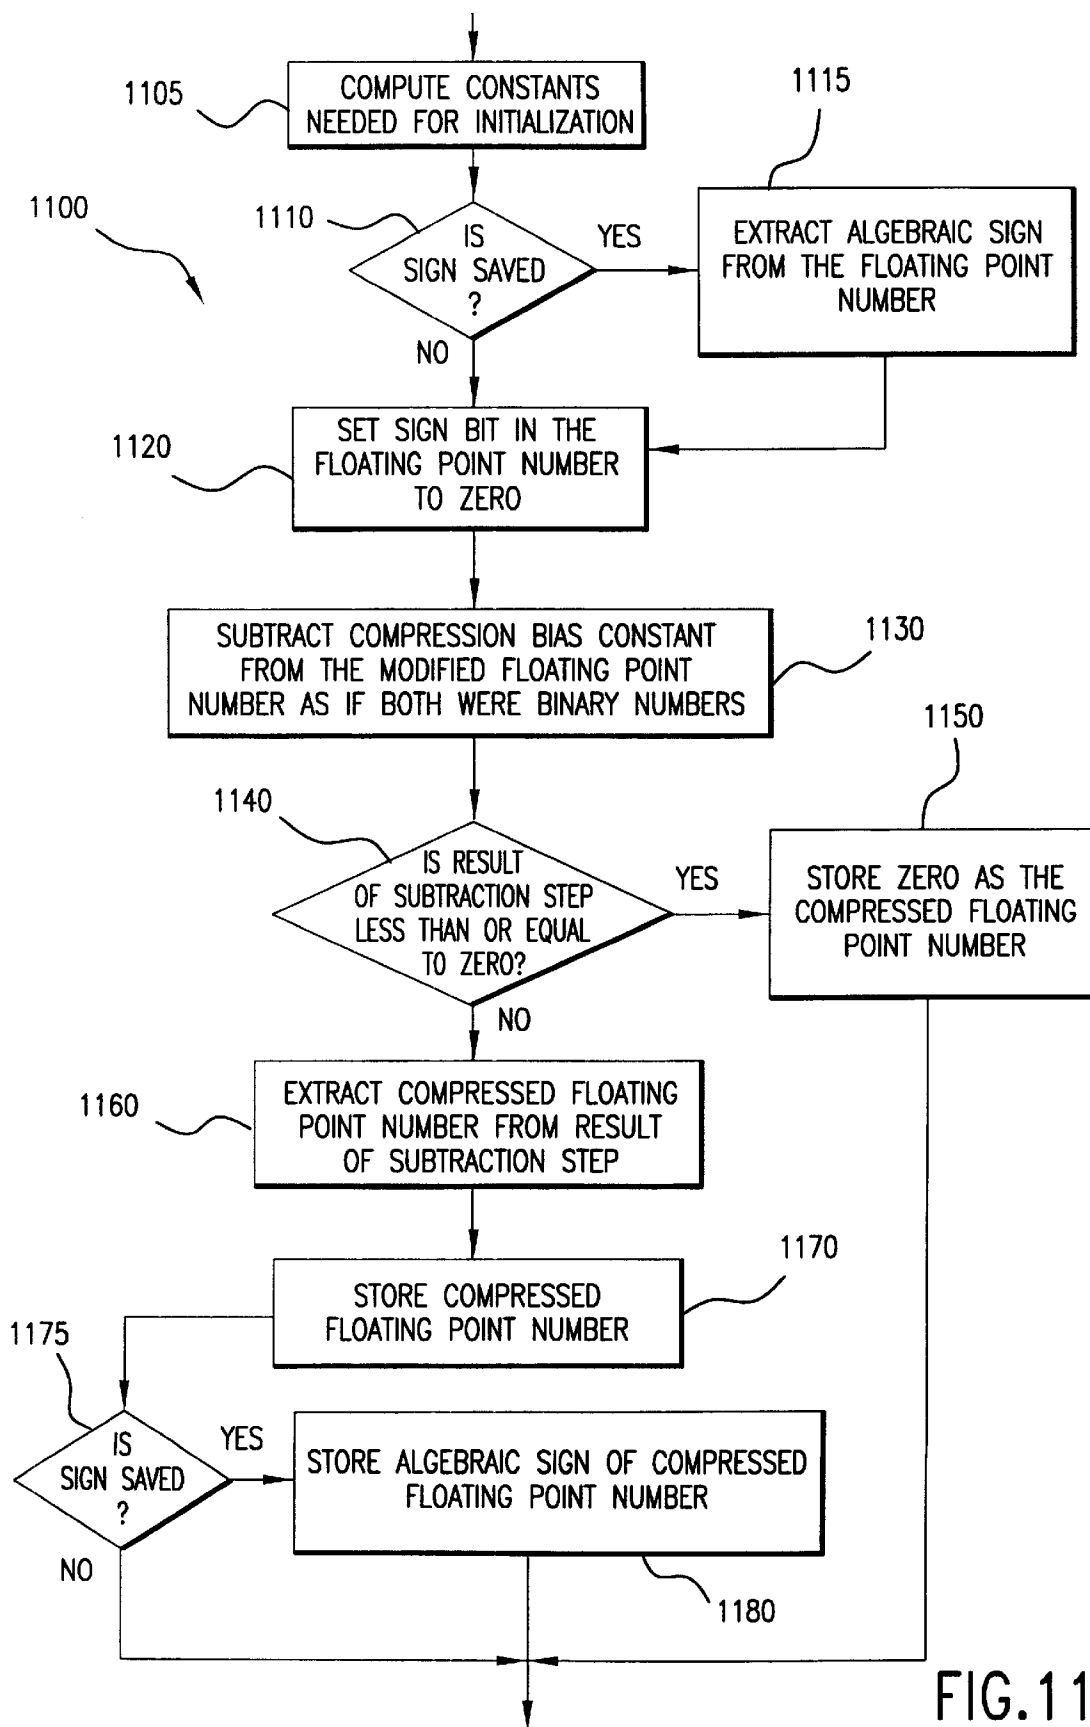 1105
COMPUTE CONSTANTS
NEEDED FOR INITIALIZATION
1115
1100
1110
IS
SIGN SAVED
?
YES
EXTRACT ALGEBRAIC SIGN
FROM THE FLOATING POINT
NUMBER
NO
1120
SET SIGN BIT IN THE
FLOATING POINT NUMBER
TO ZERO
SUBTRACT COMPRESSION BIAS CONSTANT
FROM THE MODIFIED FLOATING POINT
NUMBER AS IF BOTH WERE BINARY NUMBERS
1130
1150
1140
IS RESULT
OF SUBTRACTION STEP
LESS THAN OR EQUAL
TO ZERO?
YES
STORE ZERO AS THE
COMPRESSED FLOATING
POINT NUMBER
NO
1160
EXTRACT COMPRESSED FLOATING
POINT NUMBER FROM RESULT
OF SUBTRACTION STEP
1170
STORE COMPRESSED
FLOATING POINT NUMBER
1175
IS
SIGN SAVED
?
YES
STORE ALGEBRAIC SIGN OF COMPRESSED
FLOATING POINT NUMBER
NO
1180
FIG.11